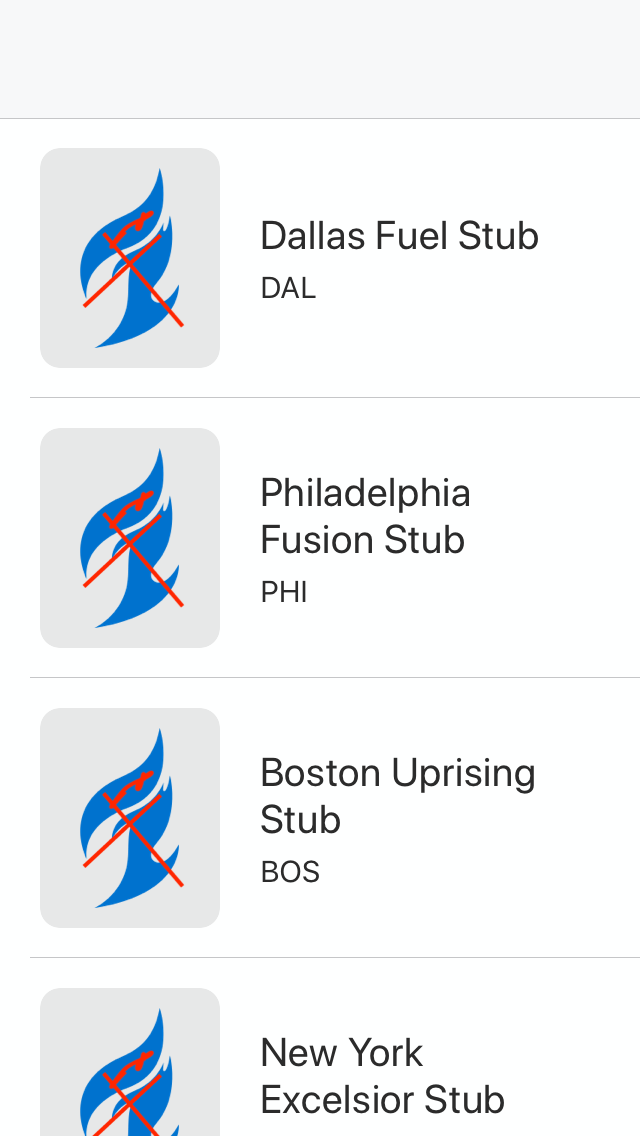 Dallas Fuel Stub
DAL
Philadelphia
Fusion Stub
PHI
Boston Uprising
Stub
BOS
New York
Excelsior Stub